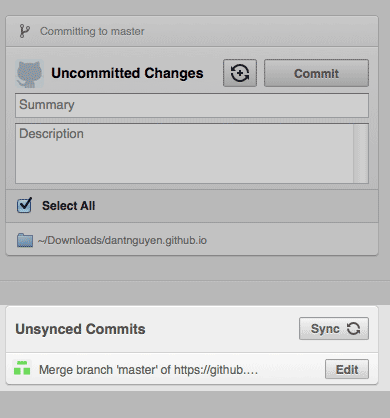 Committing to master
Uncommitted Changes
Commit
Summary
Description
Select All
~/Downloads/dantnguyen.github.io
Unsynced Commits
Sync
Merge branch 'master' of https://github....
Edit